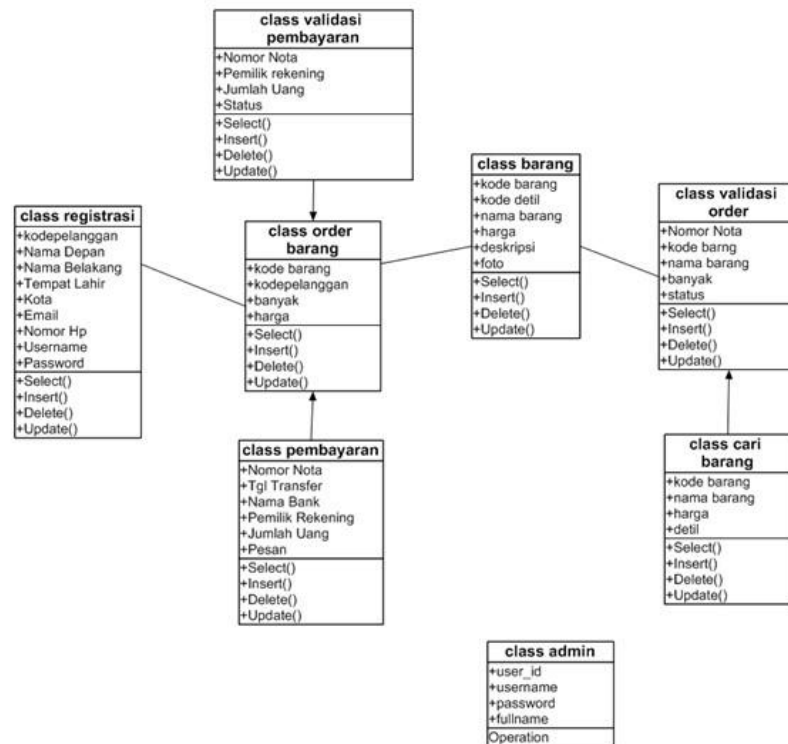 class validasi
pembayaran
+Nomor Nota
+Pemilik rekening
+Jumlah Uang
+Status
+Select()
+Insert()
+Delete()
+Update()
class registrasi
+kodepelanggan
+Nama Depan
+Nama Belakang
+Tempat Lahir
+Kota
+Email
+Nomor Hp
+Username
+Password
+Select()
+Insert()
+Delete()
+Update()
class order
barang
+kode barang
+kodepelanggan
+banyak
+harga
+Select()
+Insert()
+Delete()
+Update()
class barang
+kode barang
+kode detil
+nama barang
+harga
+deskripsi
+foto
+Select()
+Insert()
+Delete()
+Update()
class validasi
order
+Nomor Nota
+kode barng
+nama barang
+banyak
+status
+Select()
+Insert()
+Delete()
+Update()
class pembayaran
+Nomor Nota
+Tgl Transfer
+Nama Bank
+Pemilik Rekening
+Jumlah Uang
+Pesan
+Select()
+Insert()
+Delete()
+Update()
class cari
barang
+kode barang
+nama barang
+harga
+detil
+Select()
+Insert()
+Delete()
+Update()
class admin
+user_id
+username
+password
+fullname
Operation